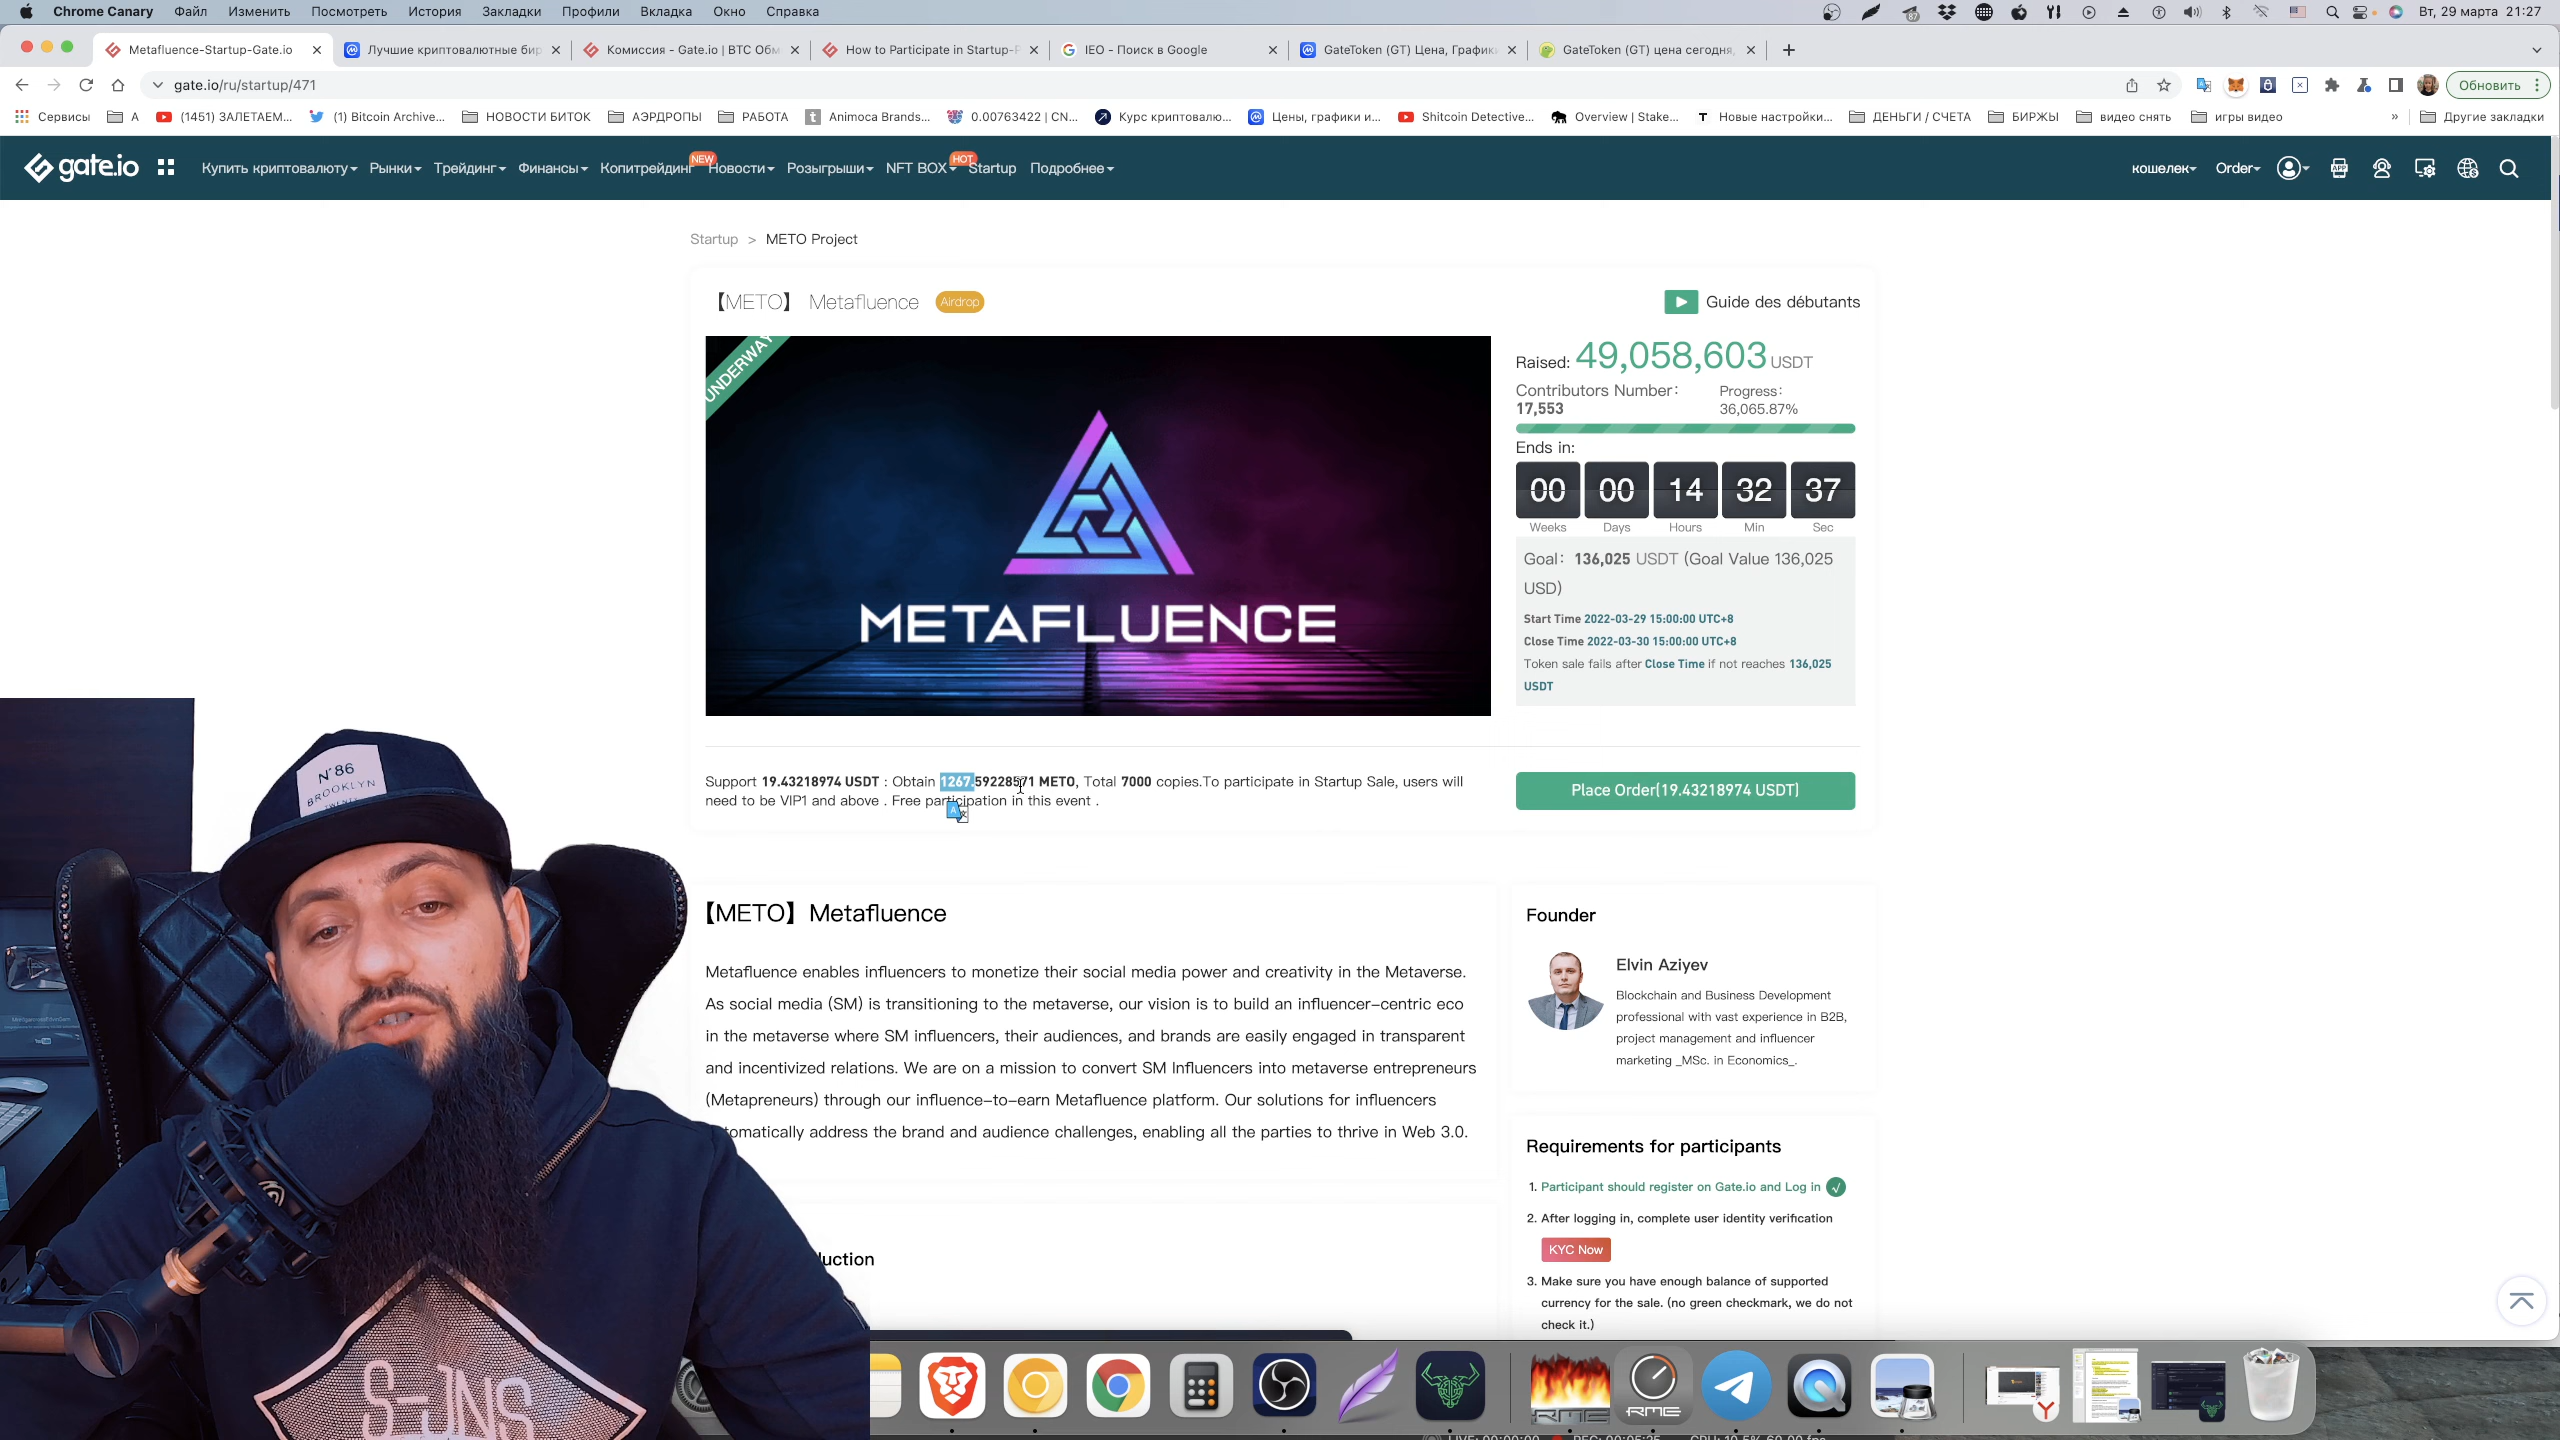 Chrome Canary Файл Изменить Посмотреть История Закладки Профили Вкладка Окно Справка
87
Вт, 29 марта 21:27
Metafluence-Startup-Gate.io
Лучшие криптовалютные бир
Комиссия - Gate.io | BTC Обм
How to Participate in Startup-P
IEO - Поиск в Google
GateToken (GT) Цена, График
GateToken (GT) цена сегодня,
gate.io/ru/startup/471
Обновить
Сервисы
A
(1451) ЗАЛЕТАЕМ...
(1) Bitcoin Archive...
НОВОСТИ БИТОК
АЭРДРОПЫ
РАБОТА
Animoca Brands...
0.00763422 | CN...
Курс криптовалю...
Цены, графики и...
Shitcoin Detective...
Overview | Stake...
Новые настройки...
ДЕНЬГИ / СЧЕТА
БИРЖЫ
видео снять
игры видео
»
Другие закладки
gate.io
Купить криптовалюту
Рынки
Трейдинг
Финансы
Копитрейдинг
NEW
Новости
Розыгрыши
NFT BOX
HOT
Startup
Подробнее
кошелек
Order
Startup > METO Project
【METO】 Metafluence Airdrop
Guide des débutants
UNDERWAY
METAFLUENCE
Raised: 49,058,603 USDT
Contributors Number:
17,553
Progress:
36,065.87%
Ends in:
00 00 14 32 37
Weeks Days Hours Min Sec
Goal: 136,025 USDT (Goal Value 136,025
USD)
Start Time 2022-03-29 15:00:00 UTC+8
Close Time 2022-03-30 15:00:00 UTC+8
Token sale fails after Close Time if not reaches 136,025
USDT
Support 19.43218974 USDT : Obtain 1267.59228571 METO, Total 7000 copies.To participate in Startup Sale, users will
need to be VIP1 and above . Free participation in this event .
Place Order(19.43218974 USDT)
【METO】Metafluence
Metafluence enables influencers to monetize their social media power and creativity in the Metaverse.
As social media (SM) is transitioning to the metaverse, our vision is to build an influencer-centric eco
in the metaverse where SM influencers, their audiences, and brands are easily engaged in transparent
and incentivized relations. We are on a mission to convert SM Influencers into metaverse entrepreneurs
(Metapreneurs) through our influence-to-earn Metafluence platform. Our solutions for influencers
tomatically address the brand and audience challenges, enabling all the parties to thrive in Web 3.0.
uction
Founder
Elvin Aziyev
Blockchain and Business Development
professional with vast experience in B2B,
project management and influencer
marketing _MSc. in Economics_.
Requirements for participants
1. Participant should register on Gate.io and Log in
2. After logging in, complete user identity verification
KYC Now
3. Make sure you have enough balance of supported
currency for the sale. (no green checkmark, we do not
check it.)
N°86
BROOKLYN
S-JNS
RME
RME